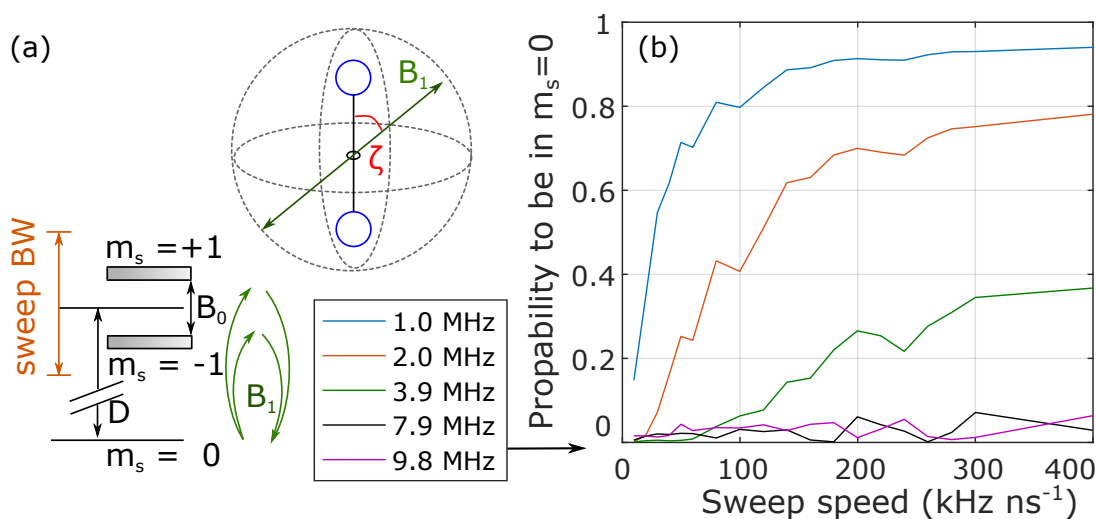 (a)
B1
ζ
sweep BW
ms =+1
B0
ms = -1
D
B1
ms = 0
1.0 MHz
2.0 MHz
3.9 MHz
7.9 MHz
9.8 MHz
(b)
Propability to be in ms=0
1
0.8
0.6
0.4
0.2
0
0
100
200
300
400
Sweep speed (kHz ns-1)